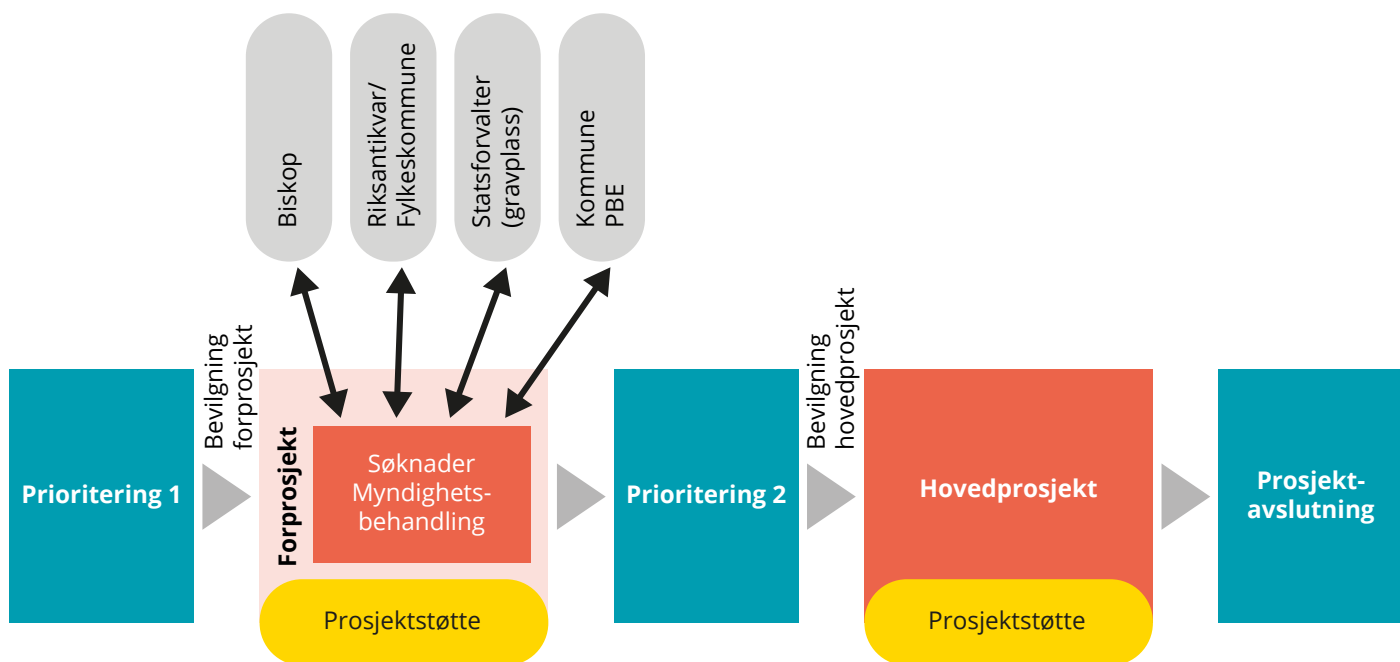 Biskop
Riksantikvar/
Fylkeskommune
Statsforvalter
(gravplass)
Kommune
PBE
Prioritering 1
Bevilgning
forprosjekt
Forprosjekt
Søknader
Myndighets-
behandling
Prosjektstøtte
Prioritering 2
Bevilgning
hovedprosjekt
Hovedprosjekt
Prosjektstøtte
Prosjekt-
avslutning